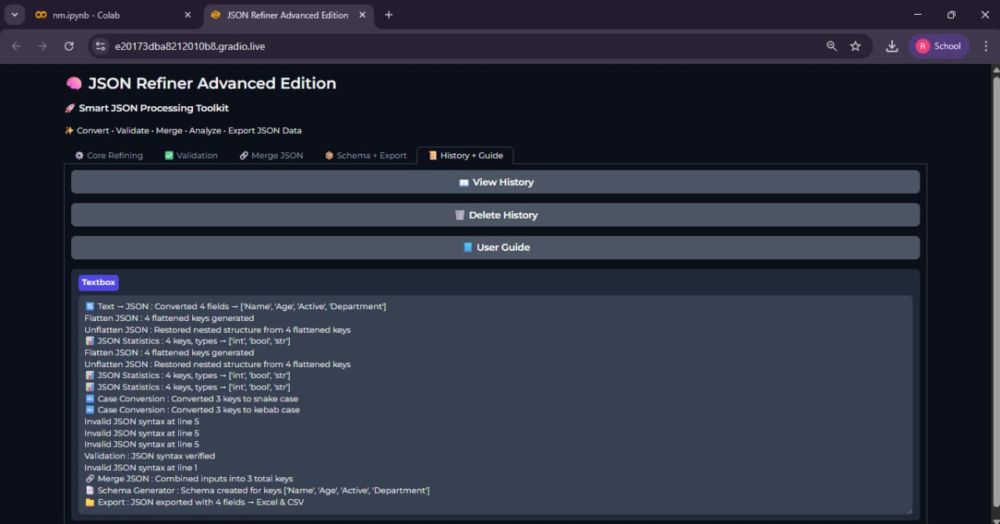 nm.ipynb - Colab
JSON Refiner Advanced Edition
e20173dba8212010b8.gradio.live
R School
🧠 JSON Refiner Advanced Edition
🚀 Smart JSON Processing Toolkit
✨ Convert • Validate • Merge • Analyze • Export JSON Data
⚙️ Core Refining
✅ Validation
🔗 Merge JSON
📦 Schema + Export
📜 History + Guide
📖 View History
🗑️ Delete History
📘 User Guide
Textbox
🔄 Text → JSON : Converted 4 fields → ['Name', 'Age', 'Active', 'Department']
Flatten JSON : 4 flattened keys generated
Unflatten JSON : Restored nested structure from 4 flattened keys
📊 JSON Statistics : 4 keys, types → ['int', 'bool', 'str']
Flatten JSON : 4 flattened keys generated
Unflatten JSON : Restored nested structure from 4 flattened keys
📊 JSON Statistics : 4 keys, types → ['int', 'bool', 'str']
📊 JSON Statistics : 4 keys, types → ['int', 'bool', 'str']
🔤 Case Conversion : Converted 3 keys to snake case
🔤 Case Conversion : Converted 3 keys to kebab case
Invalid JSON syntax at line 5
Invalid JSON syntax at line 5
Invalid JSON syntax at line 5
Validation : JSON syntax verified
Invalid JSON syntax at line 1
🔗 Merge JSON : Combined inputs into 3 total keys
📑 Schema Generator : Schema created for keys ['Name', 'Age', 'Active', 'Department']
📁 Export : JSON exported with 4 fields → Excel & CSV